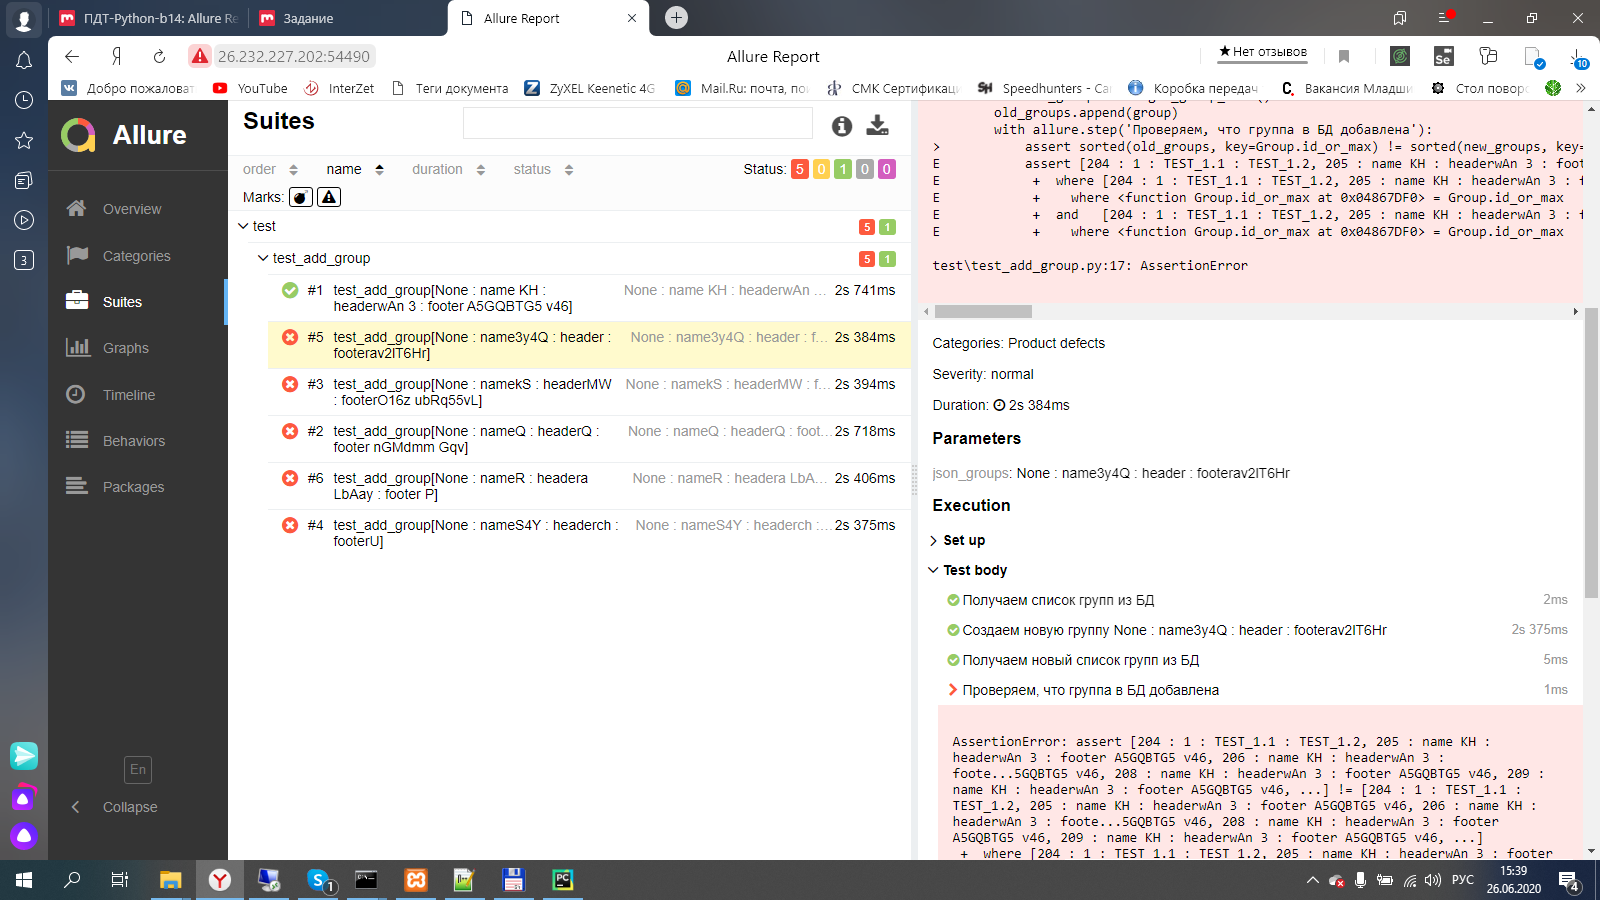 ПДТ-Python-b14: Allure Re
Задание
Allure Report
26.232.227.202:54490
Allure Report
★ Нет отзывов
Se
10
Добро пожаловат
YouTube
InterZet
Теги документа
ZyXEL Keenetic 4G
Mail.Ru: почта, пои
СМК Сертификаци
SH
Speedhunters - Car
Коробка передач
Вакансия Младши
Стол поворо
3
Allure
Overview
Categories
Suites
Graphs
Timeline
Behaviors
Packages
En
Collapse
Suites
order
name
duration
status
Status: 5 0 1 0 0
Marks:
test
5 1
test_add_group
5 1
#1 test_add_group[None : name KH : headerwAn 3 : footer A5GQBTG5 v46]
None : name KH : headerwAn ...
2s 741ms
#5 test_add_group[None : name3y4Q : header : footerav2IT6Hr]
None : name3y4Q : header : f...
2s 384ms
#3 test_add_group[None : namekS : headerMW : footerO16z ubRq55vL]
None : namekS : headerMW : f...
2s 394ms
#2 test_add_group[None : nameQ : headerQ : footer nGMdmm Gqv]
None : nameQ : headerQ : foot...
2s 718ms
#6 test_add_group[None : nameR : headera LbAay : footer P]
None : nameR : headera LbA...
2s 406ms
#4 test_add_group[None : nameS4Y : headerch : footerU]
None : nameS4Y : headerch :...
2s 375ms
old_groups.append(group)
with allure.step('Проверяем, что группа в БД добавлена'):
> assert sorted(old_groups, key=Group.id_or_max) != sorted(new_groups, key=
E assert [204 : 1 : TEST_1.1 : TEST_1.2, 205 : name KH : headerwAn 3 : foot
E + where [204 : 1 : TEST_1.1 : TEST_1.2, 205 : name KH : headerwAn 3 : f
E + where <function Group.id_or_max at 0x04867DF0> = Group.id_or_max
E + and [204 : 1 : TEST_1.1 : TEST_1.2, 205 : name KH : headerwAn 3 : f
E + where <function Group.id_or_max at 0x04867DF0> = Group.id_or_max
test\test_add_group.py:17: AssertionError
Categories: Product defects
Severity: normal
Duration: 2s 384ms
Parameters
json_groups: None : name3y4Q : header : footerav2IT6Hr
Execution
Set up
Test body
Получаем список групп из БД
2ms
Создаем новую группу None : name3y4Q : header : footerav2IT6Hr
2s 375ms
Получаем новый список групп из БД
5ms
Проверяем, что группа в БД добавлена
1ms
AssertionError: assert [204 : 1 : TEST_1.1 : TEST_1.2, 205 : name KH :
headerwAn 3 : footer A5GQBTG5 v46, 206 : name KH : headerwAn 3 :
foote...5GQBTG5 v46, 208 : name KH : headerwAn 3 : footer A5GQBTG5 v46, 209 :
name KH : headerwAn 3 : footer A5GQBTG5 v46, ...] != [204 : 1 : TEST_1.1 :
TEST_1.2, 205 : name KH : headerwAn 3 : footer A5GQBTG5 v46, 206 : name KH :
headerwAn 3 : foote...5GQBTG5 v46, 208 : name KH : headerwAn 3 : footer
A5GQBTG5 v46, 209 : name KH : headerwAn 3 : footer A5GQBTG5 v46, ...]
+ where [204 : 1 : TEST_1.1 : TEST_1.2, 205 : name KH : headerwAn 3 : footer
1
РУС
15:39
26.06.2020
4